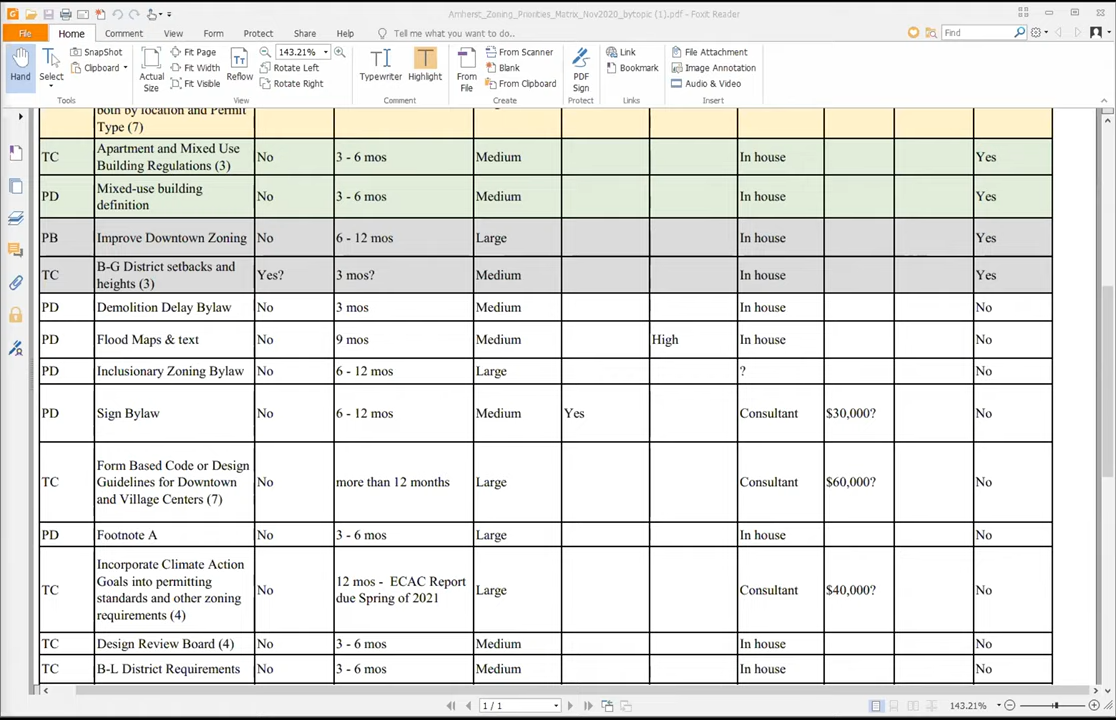 Amherst_Zoning_Priorities_Matrix_Nov2020_bytopic (1).pdf - Foxit Reader
File Home Comment View Form Protect Share Help Tell me what you want to do.. Find
Hand Select SnapShot Clipboard Actual Size Fit Page Fit Width Fit Visible Reflow 143.21% Rotate Left Rotate Right Typewriter Highlight From File From Scanner Blank From Clipboard PDF Sign Link Bookmark File Attachment Image Annotation Audio & Video
Tools View Comment Create Protect Links Insert
both by location and Permit
Type (7)
TC Apartment and Mixed Use Building Regulations (3) No 3 - 6 mos Medium In house Yes
PD Mixed-use building definition No 3 - 6 mos Medium In house Yes
PB Improve Downtown Zoning No 6 - 12 mos Large In house Yes
TC B-G District setbacks and heights (3) Yes? 3 mos? Medium In house Yes
PD Demolition Delay Bylaw No 3 mos Medium In house No
PD Flood Maps & text No 9 mos Medium High In house No
PD Inclusionary Zoning Bylaw No 6 - 12 mos Large ? No
PD Sign Bylaw No 6 - 12 mos Medium Yes Consultant $30,000? No
TC Form Based Code or Design Guidelines for Downtown and Village Centers (7) No more than 12 months Large Consultant $60,000? No
PD Footnote A No 3 - 6 mos Large In house No
TC Incorporate Climate Action Goals into permitting standards and other zoning requirements (4) No 12 mos - ECAC Report due Spring of 2021 Large Consultant $40,000? No
TC Design Review Board (4) No 3 - 6 mos Medium In house No
TC B-L District Requirements No 3 - 6 mos Medium In house No
1 / 1 143.21%